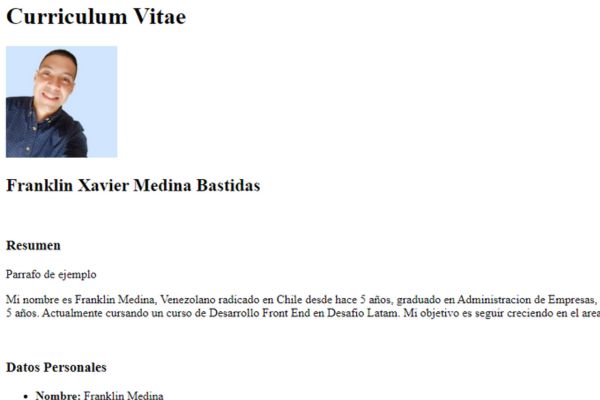 Curriculum Vitae
Franklin Xavier Medina Bastidas
Resumen
Parrafo de ejemplo
Mi nombre es Franklin Medina, Venezolano radicado en Chile desde hace 5 años, graduado en Administracion de Empresas,
5 años. Actualmente cursando un curso de Desarrollo Front End en Desafio Latam. Mi objetivo es seguir creciendo en el area
Datos Personales
Nombre: Franklin Medina